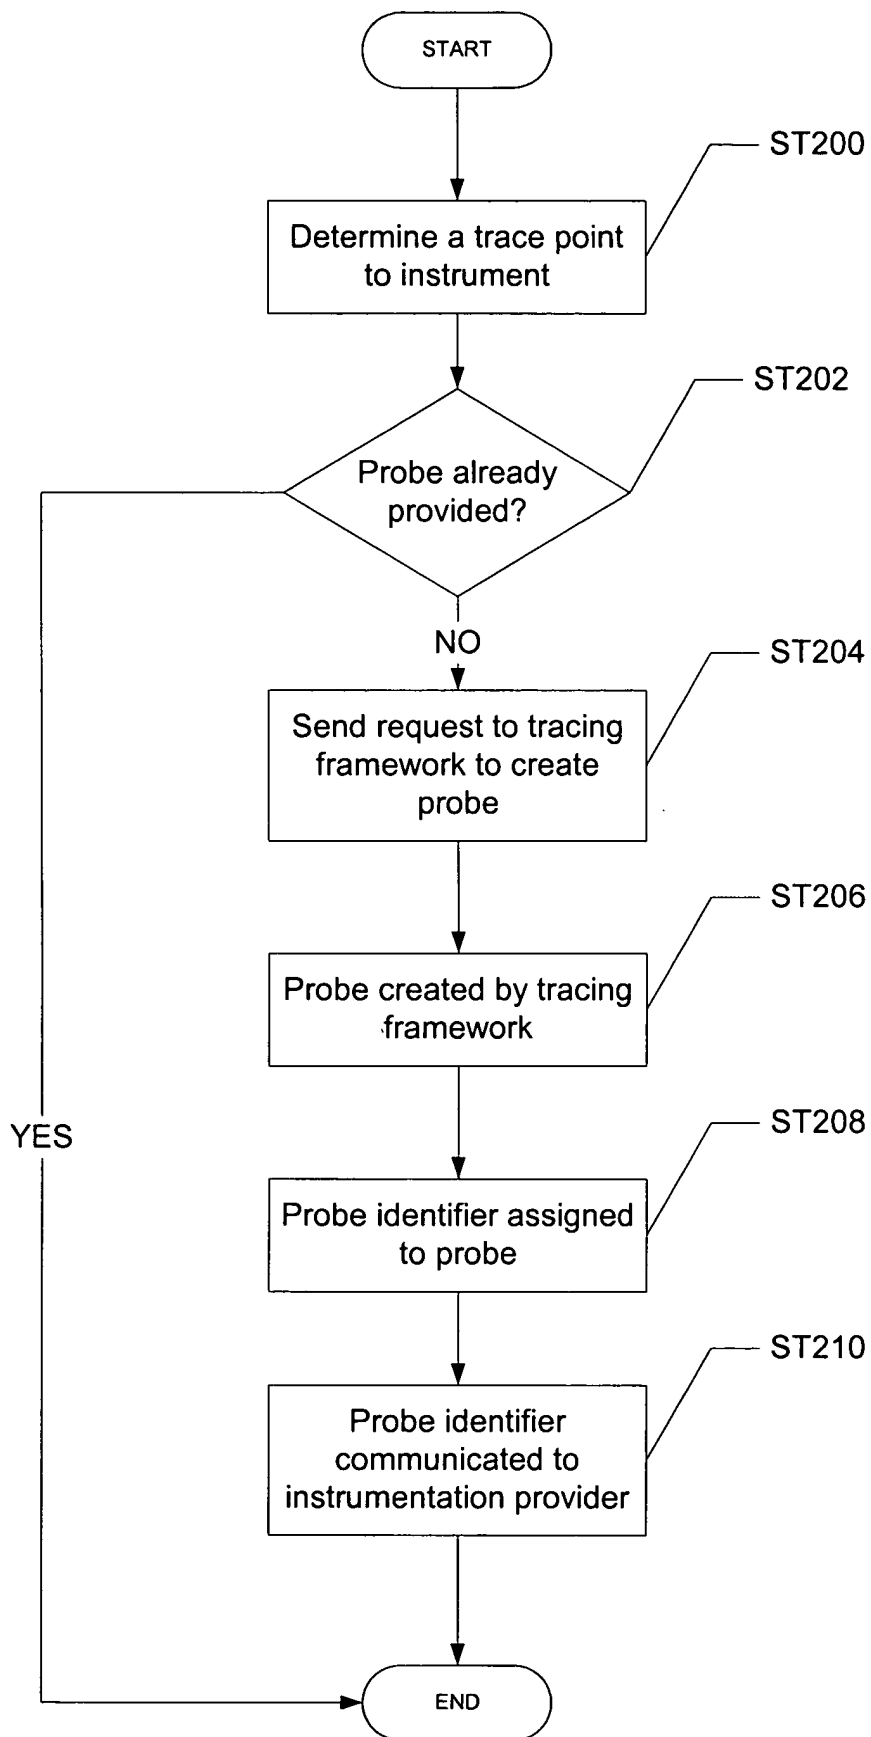 START
ST200
Determine a trace point
to instrument
ST202
Probe already
provided?
NO
ST204
Send request to tracing
framework to create
probe
ST206
Probe created by tracing
framework
YES
ST208
Probe identifier assigned
to probe
ST210
Probe identifier
communicated to
instrumentation provider
END